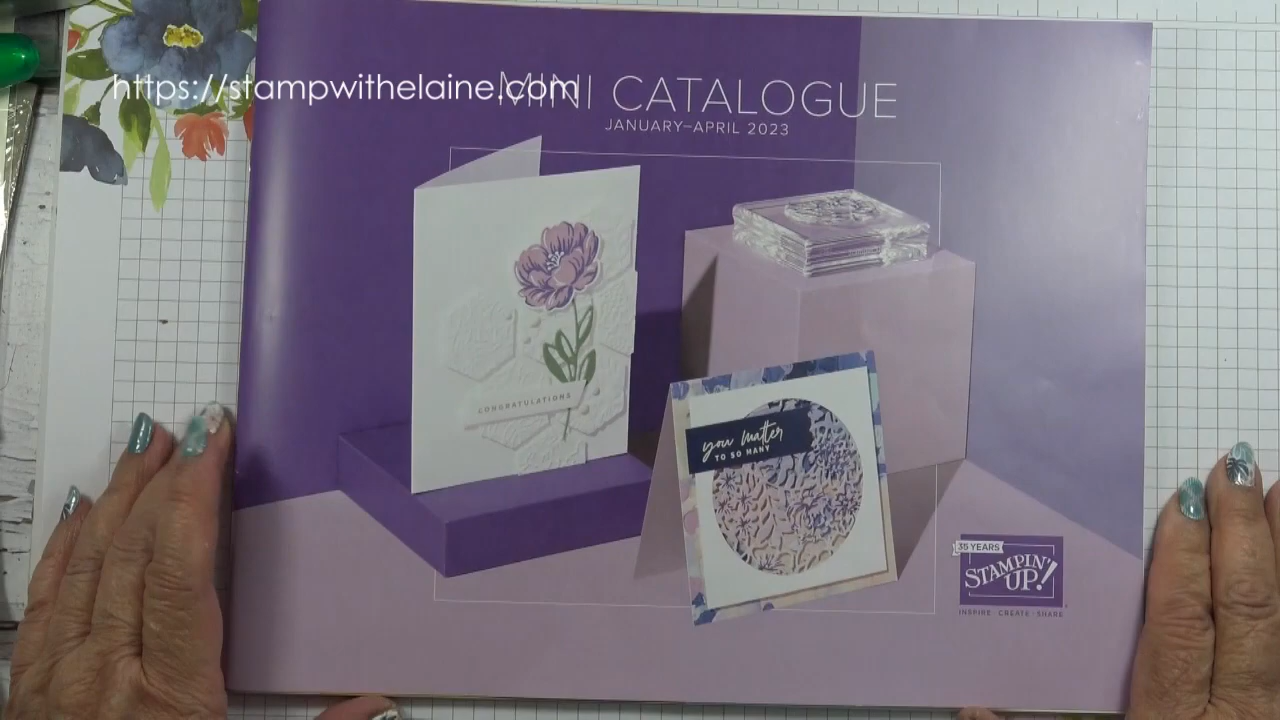 https://stampwithelaine.com
MINI CATALOGUE
JANUARY–APRIL 2023
CONGRATULATIONS
you matter
TO SO MANY
35 YEARS
STAMPIN'
UP!
INSPIRE · CREATE · SHARE